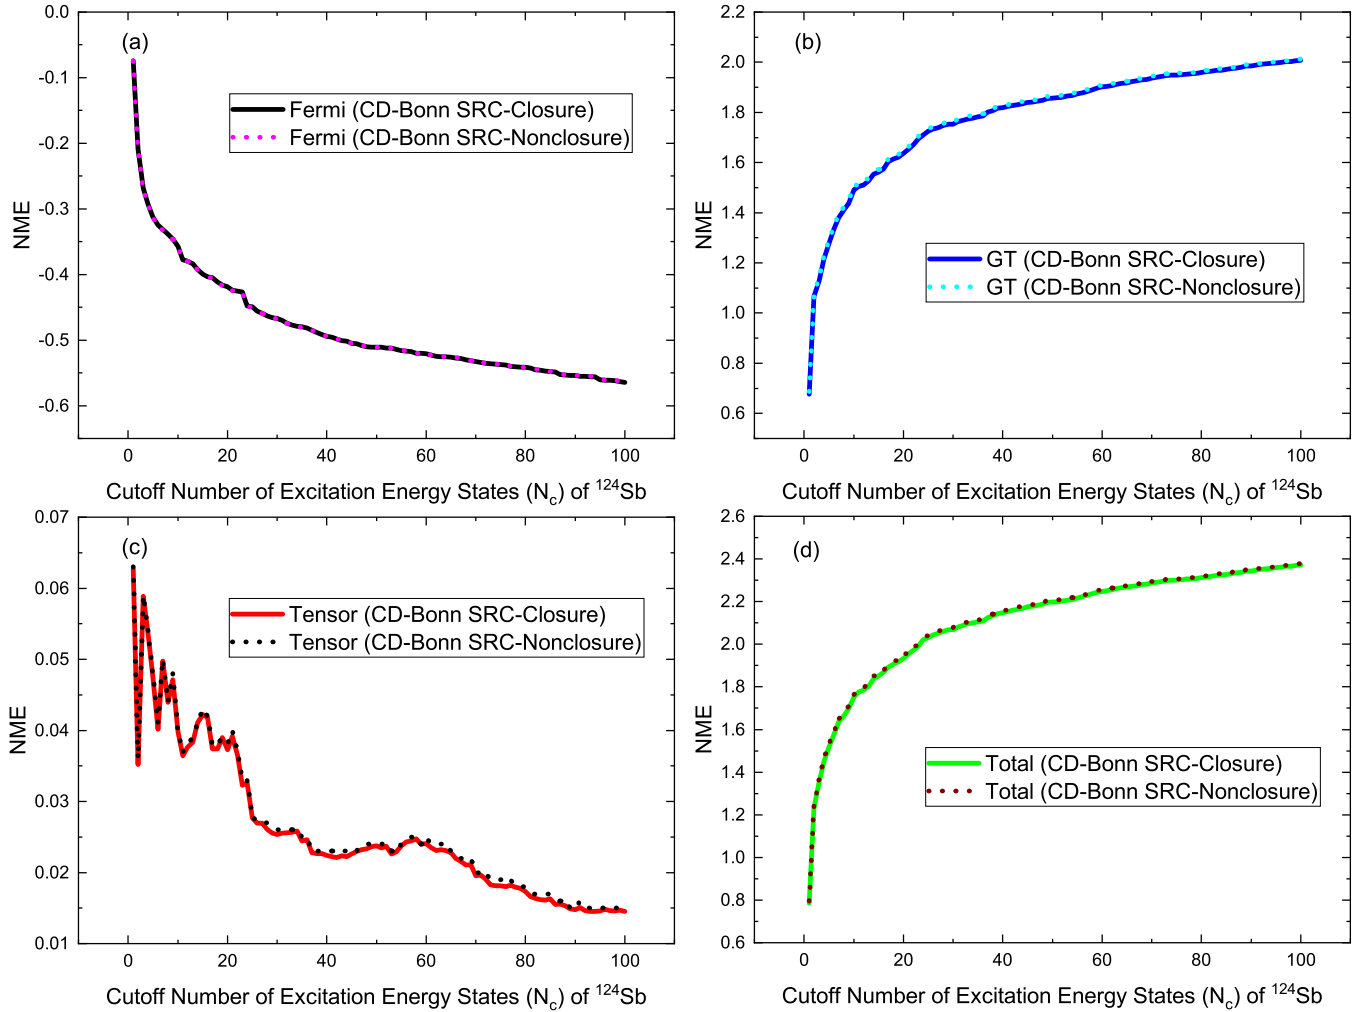 (a)
Fermi (CD-Bonn SRC-Closure)
Fermi (CD-Bonn SRC-Nonclosure)
NME
0.0
-0.1
-0.2
-0.3
-0.4
-0.5
-0.6
0 20 40 60 80 100
Cutoff Number of Excitation Energy States (N_c) of ^124Sb
(b)
GT (CD-Bonn SRC-Closure)
GT (CD-Bonn SRC-Nonclosure)
NME
2.2
2.0
1.8
1.6
1.4
1.2
1.0
0.8
0.6
0 20 40 60 80 100
Cutoff Number of Excitation Energy States (N_c) of ^124Sb
(c)
Tensor (CD-Bonn SRC-Closure)
Tensor (CD-Bonn SRC-Nonclosure)
NME
0.07
0.06
0.05
0.04
0.03
0.02
0.01
0 20 40 60 80 100
Cutoff Number of Excitation Energy States (N_c) of ^124Sb
(d)
Total (CD-Bonn SRC-Closure)
Total (CD-Bonn SRC-Nonclosure)
NME
2.6
2.4
2.2
2.0
1.8
1.6
1.4
1.2
1.0
0.8
0.6
0 20 40 60 80 100
Cutoff Number of Excitation Energy States (N_c) of ^124Sb